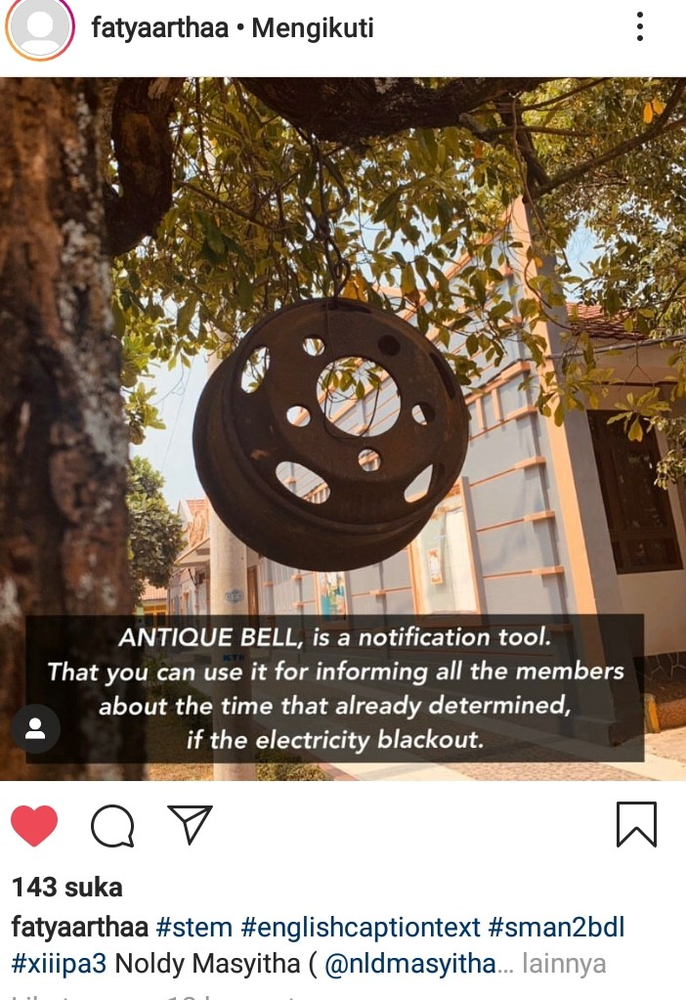 fatyaarthaa • Mengikuti
ANTIQUE BELL, is a notification tool.
That you can use it for informing all the members
about the time that already determined,
if the electricity blackout.
143 suka
fatyaarthaa #stem #englishcaptiontext #sman2bdl
#xiiipa3 Noldy Masyitha ( @nldmasyitha... lainnya